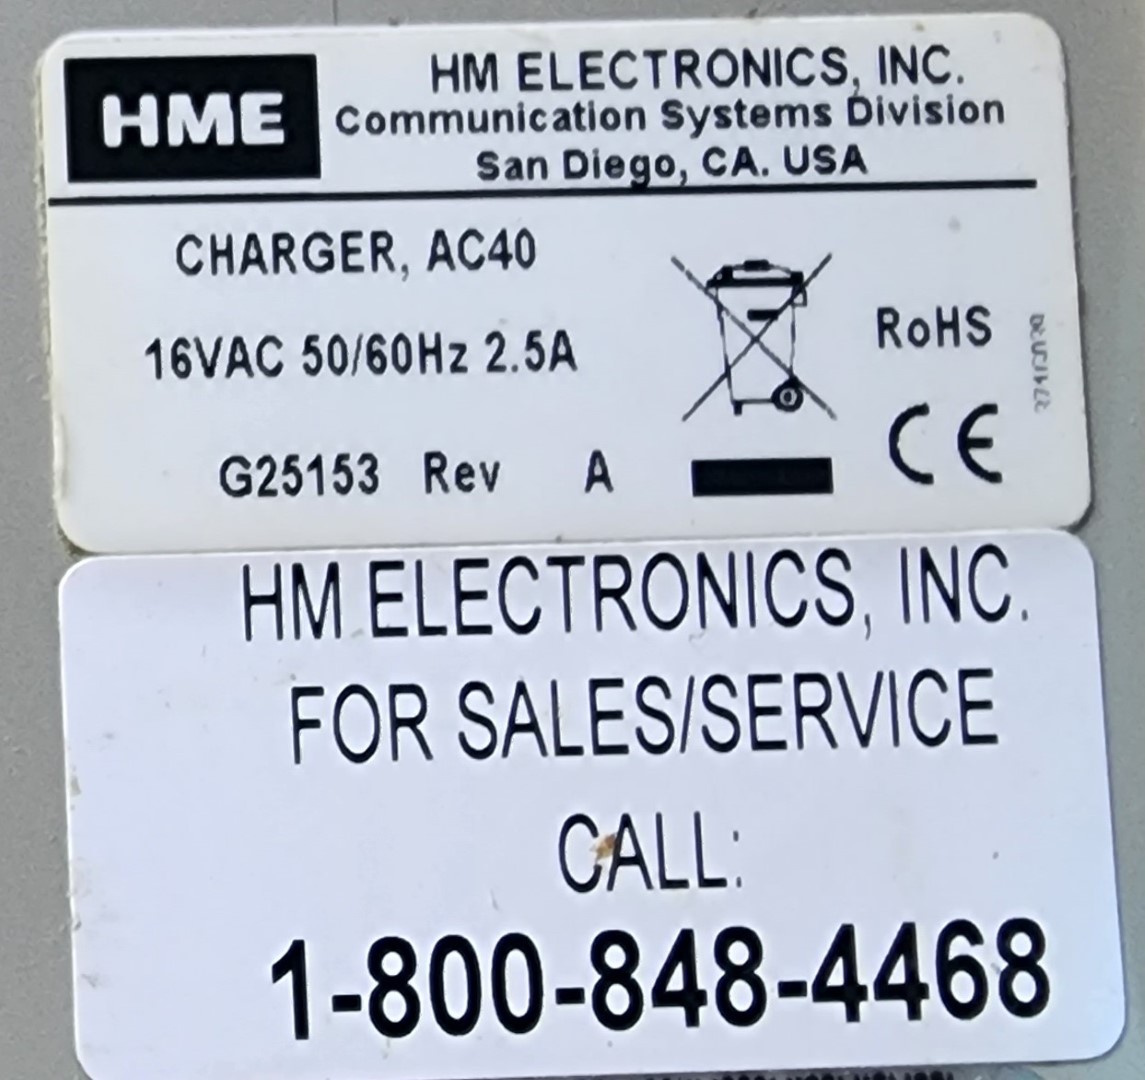 HME
HM ELECTRONICS, INC.
Communication Systems Division
San Diego, CA. USA
CHARGER, AC40
16VAC 50/60Hz 2.5A
RoHS
CE
G25153 Rev A
HM ELECTRONICS, INC.
FOR SALES/SERVICE
CALL:
1-800-848-4468